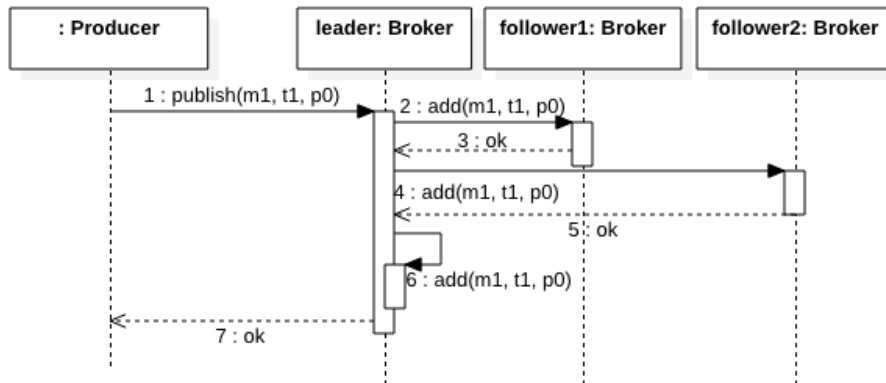 : Producer
leader: Broker
follower1: Broker
follower2: Broker
1 : publish(m1, t1, p0)
2 : add(m1, t1, p0)
3 : ok
4 : add(m1, t1, p0)
5 : ok
6 : add(m1, t1, p0)
7 : ok